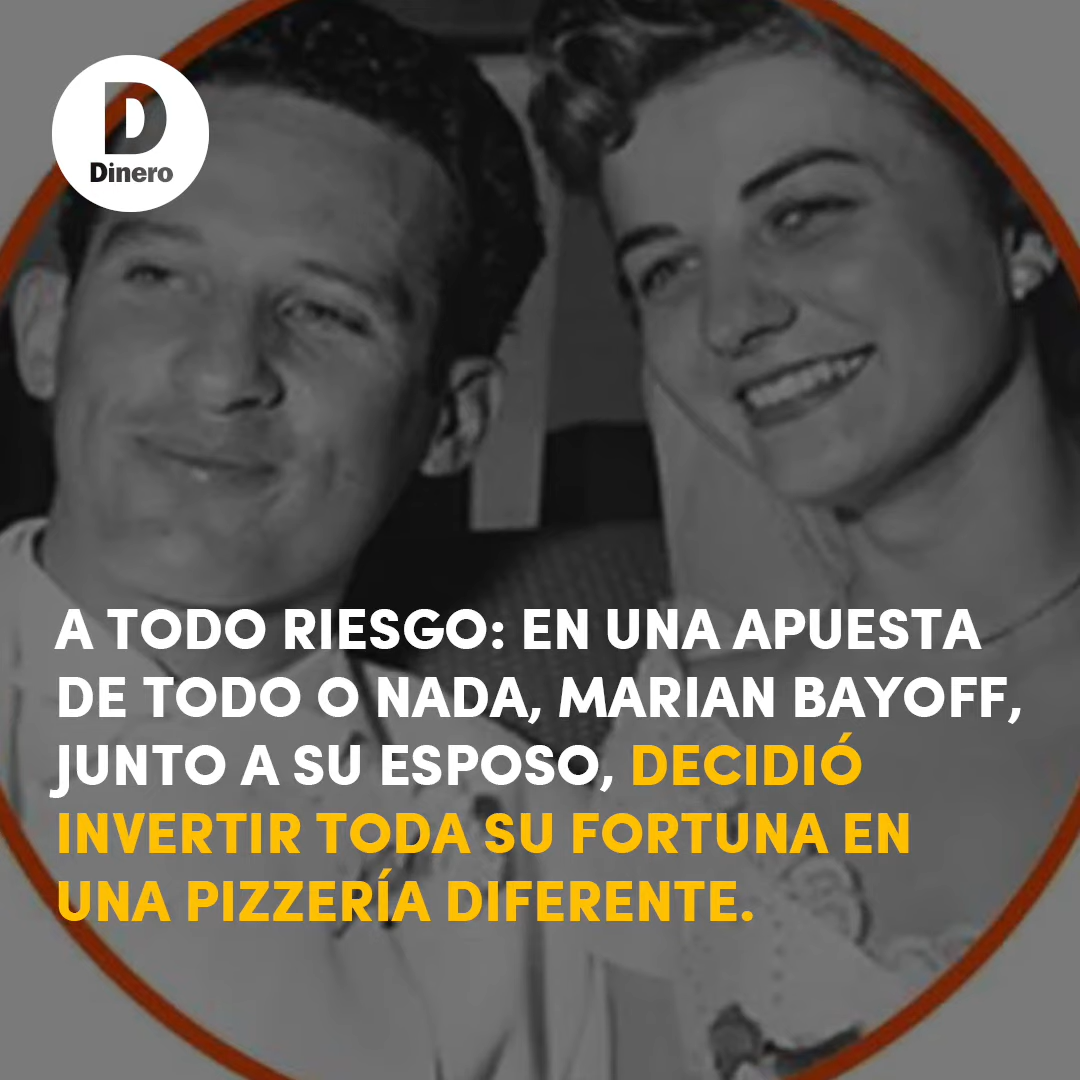 D
Dinero
A TODO RIESGO: EN UNA APUESTA
DE TODO O NADA, MARIAN BAYOFF,
JUNTO A SU ESPOSO, DECIDIÓ
INVERTIR TODA SU FORTUNA EN
UNA PIZZERÍA DIFERENTE.